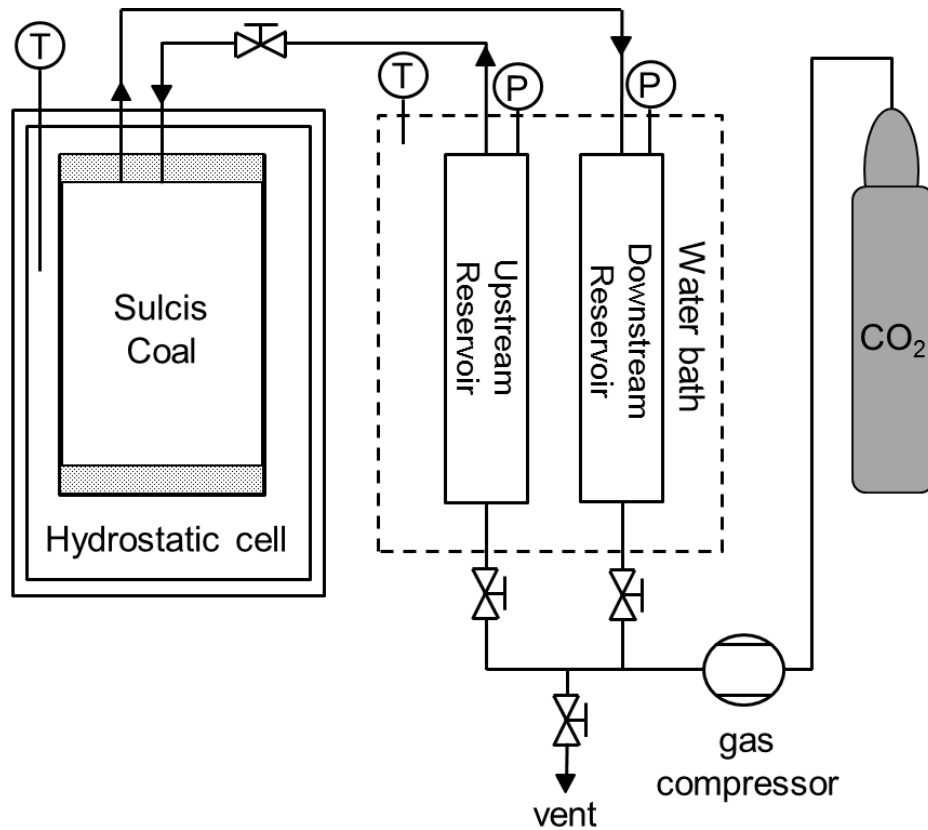 T
T
P
P
Sulcis
Coal
Hydrostatic cell
Upstream
Reservoir
Downstream
Reservoir
Water bath
CO₂
gas
compressor
vent